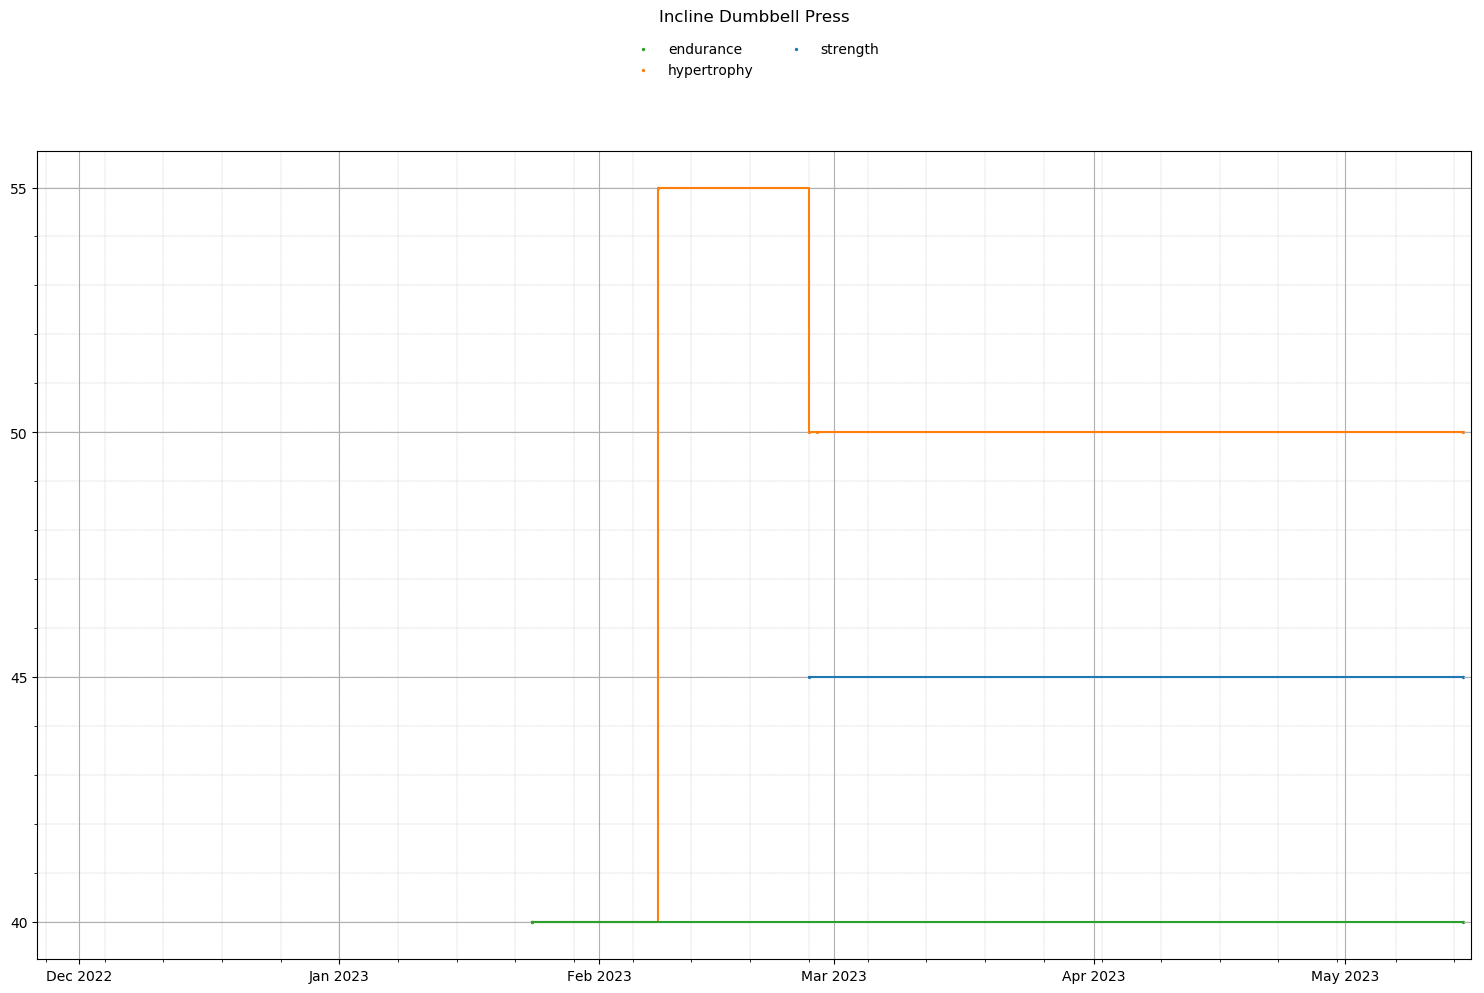 Incline Dumbbell Press
endurance
hypertrophy
strength
55
50
45
40
Dec 2022
Jan 2023
Feb 2023
Mar 2023
Apr 2023
May 2023